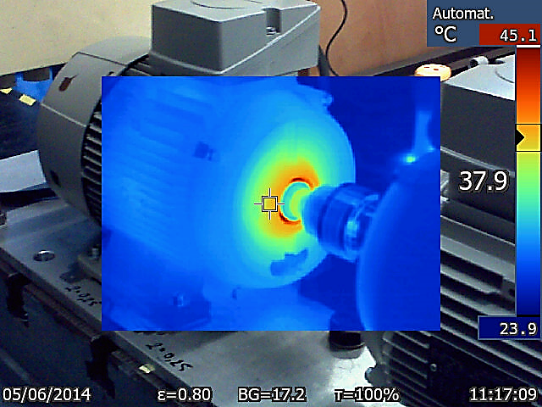 Automat.
°C 45.1
37.9
23.9
05/06/2014 ε=0.80 BG=17.2 τ=100% 11:17:09